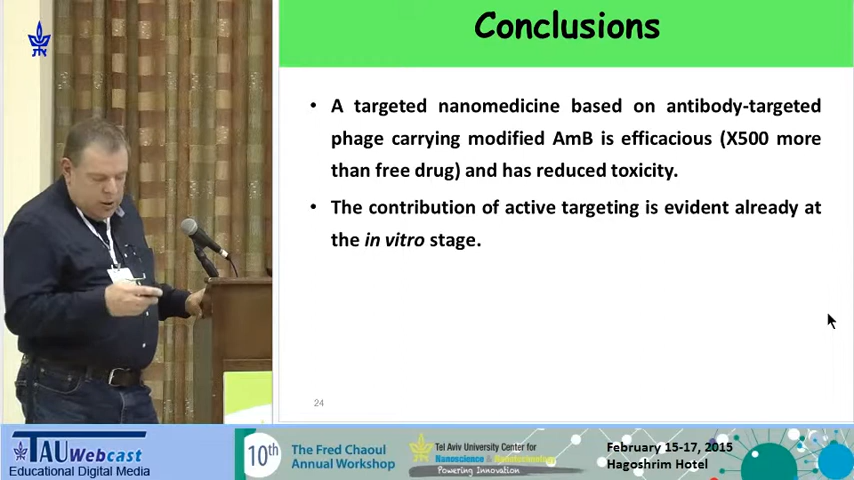 Conclusions
• A targeted nanomedicine based on antibody-targeted
phage carrying modified AmB is efficacious (X500 more
than free drug) and has reduced toxicity.
• The contribution of active targeting is evident already at
the in vitro stage.
24
TAU Webcast
Educational Digital Media
10th
The Fred Chaoul
Annual Workshop
Tel Aviv University Center for
Nanoscience & Nanotechnology
Powering Innovation
February 15-17, 2015
Hagoshrim Hotel